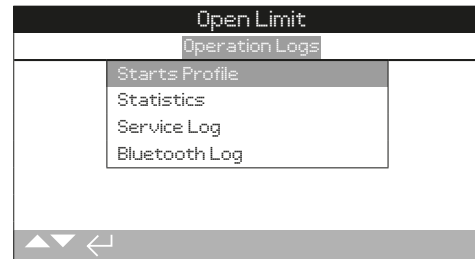 Open Limit
Operation Logs
Starts Profile
Statistics
Service Log
Bluetooth Log